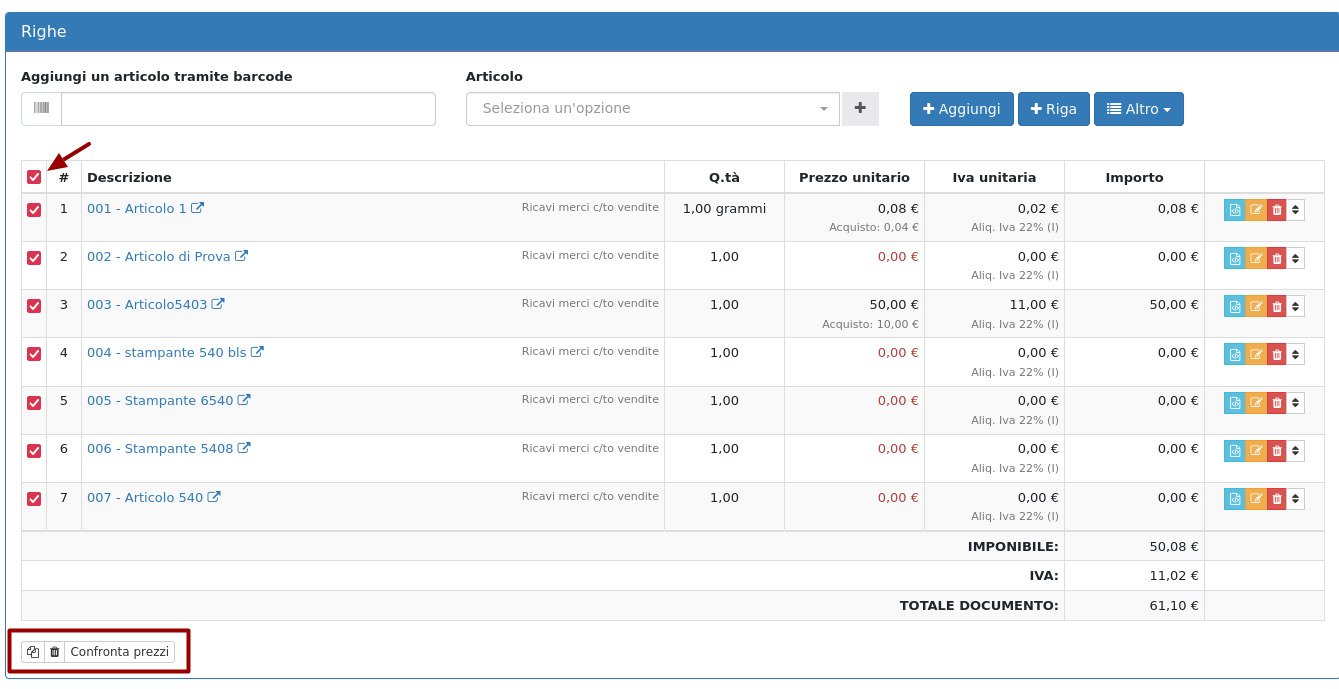 Righe
Aggiungi un articolo tramite barcode
Articolo
Seleziona un'opzione
Aggiungi
Riga
Altro
# Descrizione Q.tà Prezzo unitario Iva unitaria Importo
1 001 - Articolo 1 Ricavi merci c/to vendite 1,00 grammi 0,08 € 0,02 € 0,08 €
Acquisto: 0,04 € Aliq. Iva 22% (I)
2 002 - Articolo di Prova Ricavi merci c/to vendite 1,00 0,00 € 0,00 € 0,00 €
Aliq. Iva 22% (I)
3 003 - Articolo5403 Ricavi merci c/to vendite 1,00 50,00 € 11,00 € 50,00 €
Acquisto: 10,00 € Aliq. Iva 22% (I)
4 004 - stampante 540 bls Ricavi merci c/to vendite 1,00 0,00 € 0,00 € 0,00 €
Aliq. Iva 22% (I)
5 005 - Stampante 6540 Ricavi merci c/to vendite 1,00 0,00 € 0,00 € 0,00 €
Aliq. Iva 22% (I)
6 006 - Stampante 5408 Ricavi merci c/to vendite 1,00 0,00 € 0,00 € 0,00 €
Aliq. Iva 22% (I)
7 007 - Articolo 540 Ricavi merci c/to vendite 1,00 0,00 € 0,00 € 0,00 €
Aliq. Iva 22% (I)
IMPONIBILE: 50,08 €
IVA: 11,02 €
TOTALE DOCUMENTO: 61,10 €
Confronta prezzi